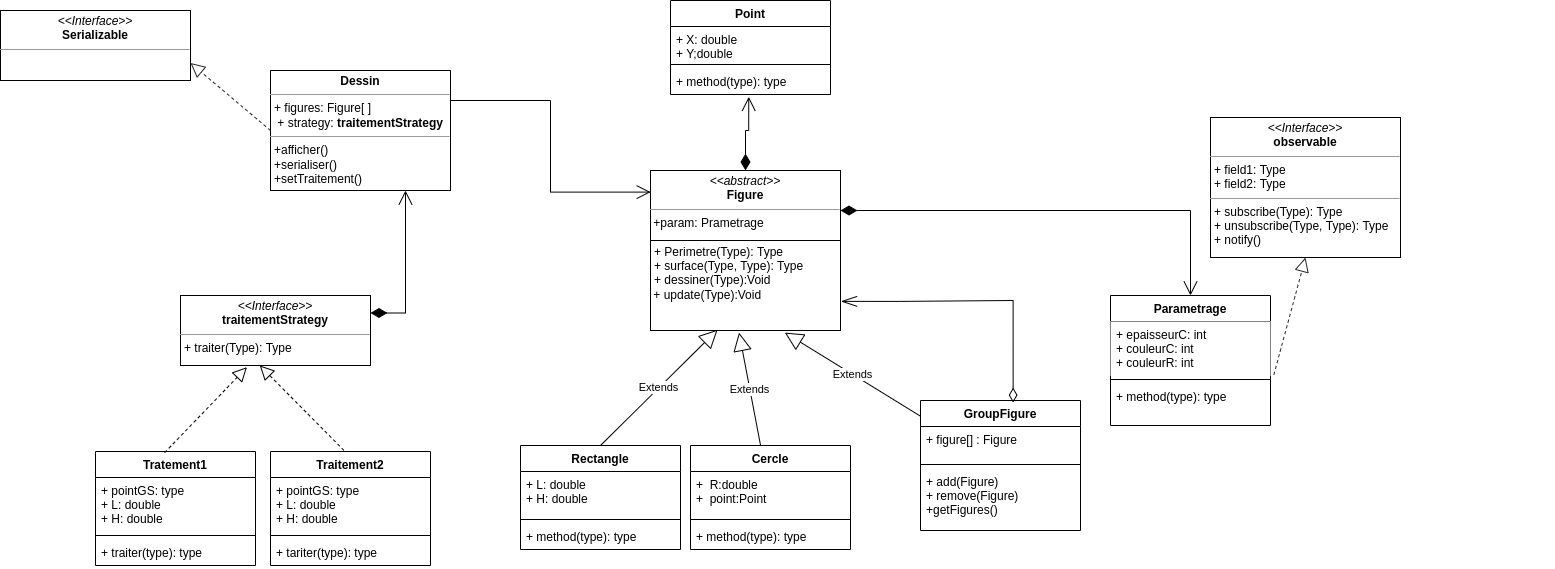 <<Interface>>
Serializable
Dessin
+ figures: Figure[ ]
+ strategy: traitementStrategy
+afficher()
+serialiser()
+setTraitement()
Point
+ X: double
+ Y;double
+ method(type): type
<<abstract>>
Figure
+param: Prametrage
+ Perimetre(Type): Type
+ surface(Type, Type): Type
+ dessiner(Type):Void
+ update(Type):Void
<<Interface>>
observable
+ field1: Type
+ field2: Type
+ subscribe(Type): Type
+ unsubscribe(Type, Type): Type
+ notify()
<<Interface>>
traitementStrategy
+ traiter(Type): Type
Parametrage
+ epaisseurC: int
+ couleurC: int
+ couleurR: int
+ method(type): type
Extends
Extends
Extends
Tratement1
+ pointGS: type
+ L: double
+ H: double
+ traiter(type): type
Traitement2
+ pointGS: type
+ L: double
+ H: double
+ tariter(type): type
Rectangle
+ L: double
+ H: double
+ method(type): type
Cercle
+ R:double
+ point:Point
+ method(type): type
GroupFigure
+ figure[] : Figure
+ add(Figure)
+ remove(Figure)
+getFigures()